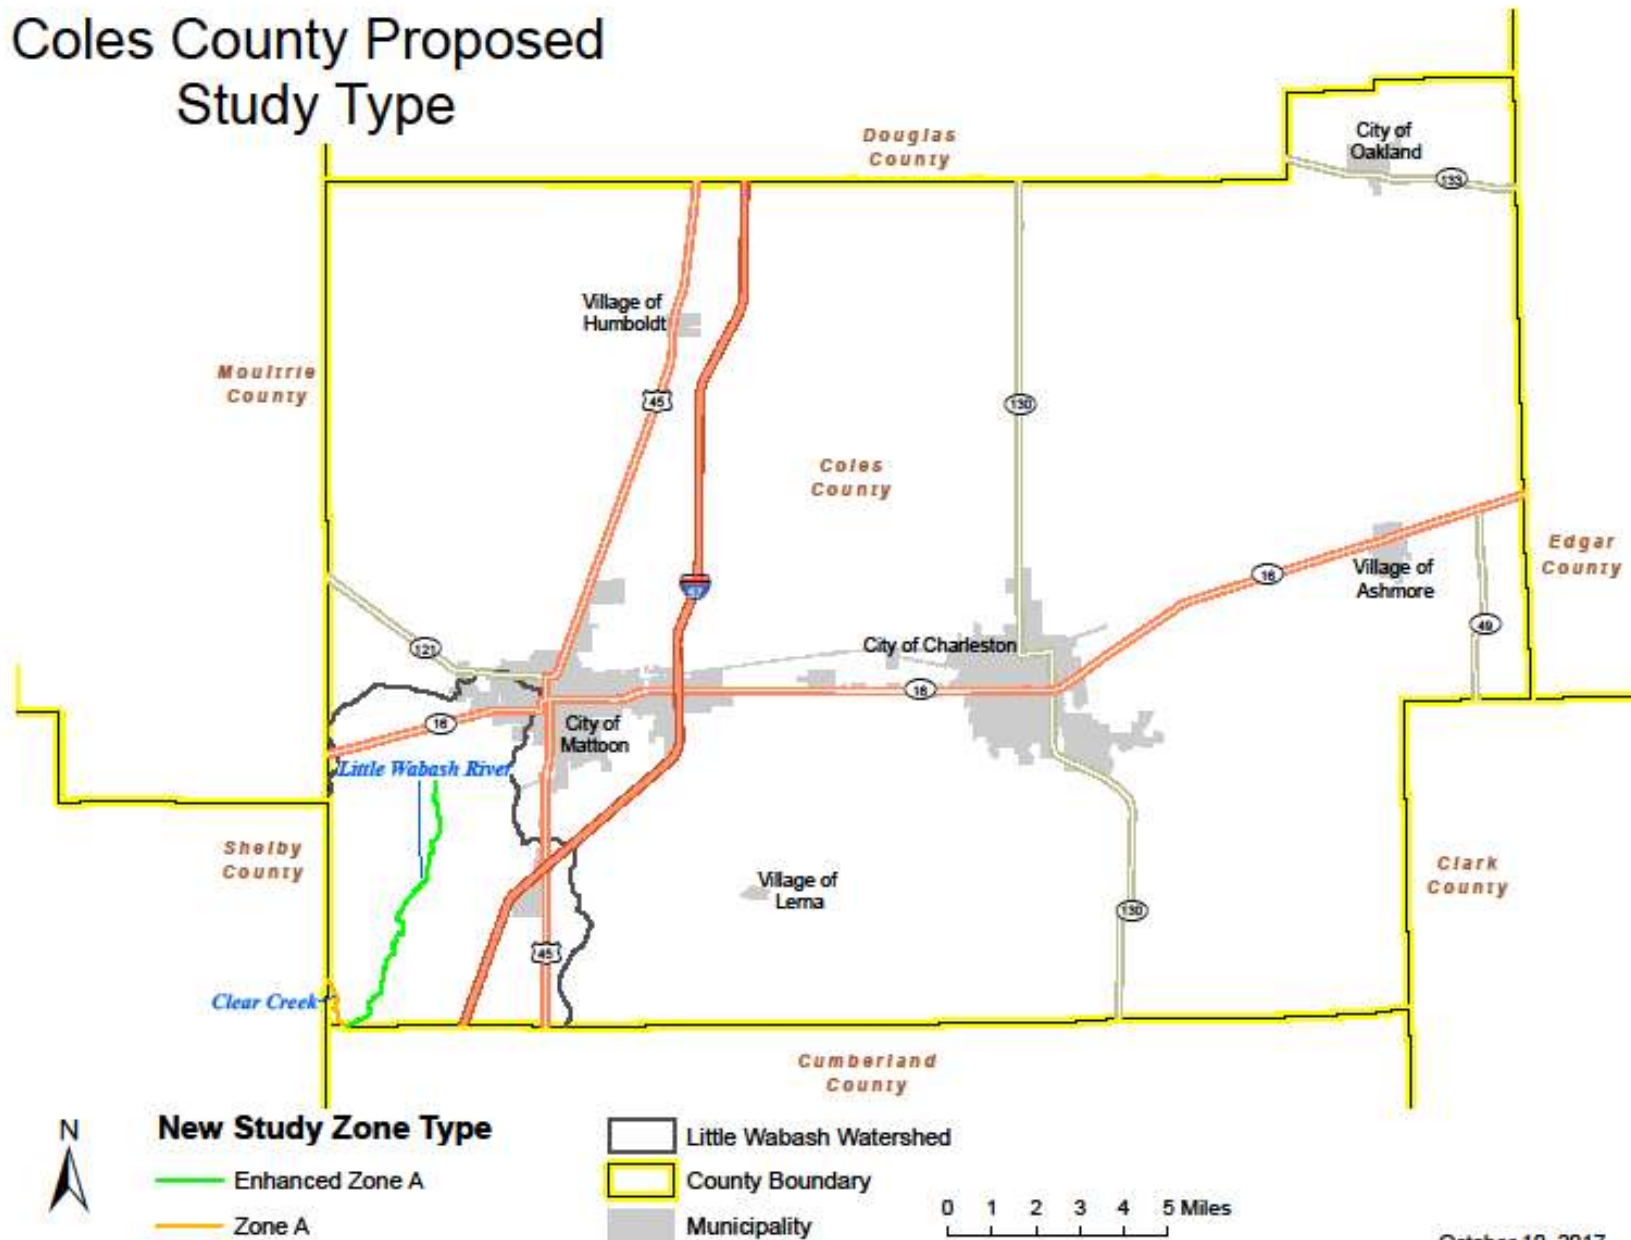 Coles County Proposed
Study Type
Douglas
County
City of
Oakland
133
Village of
Humboldt
Moultrie
County
45
130
Coles
County
Edgar
County
57
16
Village of
Ashmore
49
121
City of Charleston
16
16
City of
Mattoon
Little Wabash River
Shelby
County
Village of
Lerna
Clark
County
130
45
Clear Creek
Cumberland
County
N
New Study Zone Type
Enhanced Zone A
Zone A
Little Wabash Watershed
County Boundary
Municipality
0 1 2 3 4 5 Miles